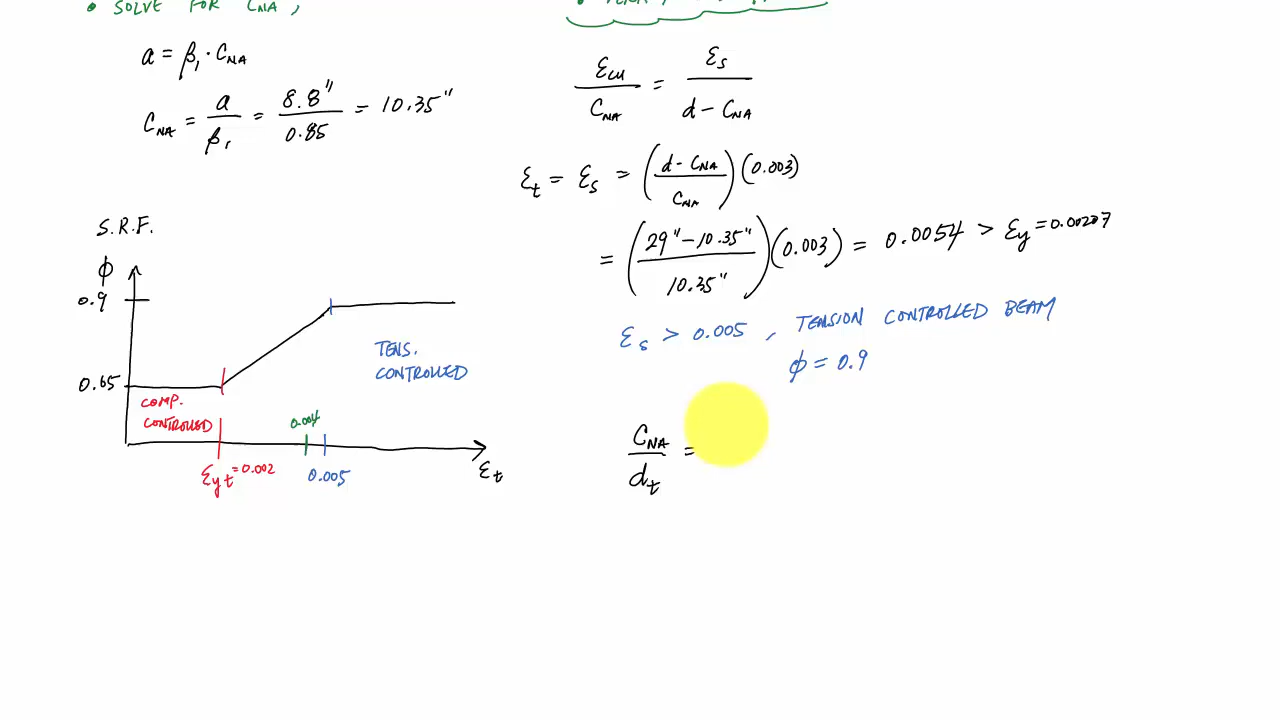 • SOLVE FOR CNA,
a = β₁ · CNA
CNA = a / β₁ = 8.8" / 0.85 = 10.35"
S.R.F.
ϕ
0.9
0.65
COMP. CONTROLLED
TENS. CONTROLLED
0.004
εyt = 0.002
0.005
εt
εcu / CNA = εs / d - CNA
εt = εs = (d - CNA / CNA)(0.003)
= (29" - 10.35" / 10.35")(0.003) = 0.0054 > εy = 0.00207
εs > 0.005, TENSION CONTROLLED BEAM
ϕ = 0.9
CNA / dt =